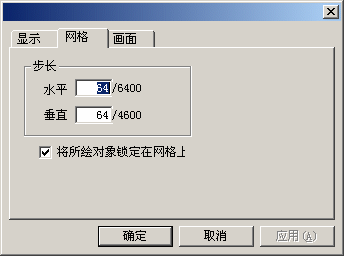 显示 网格 画面
步长
水平 64/6400
垂直 64/4600
将所绘对象锁定在网格上
确定 取消 应用(A)